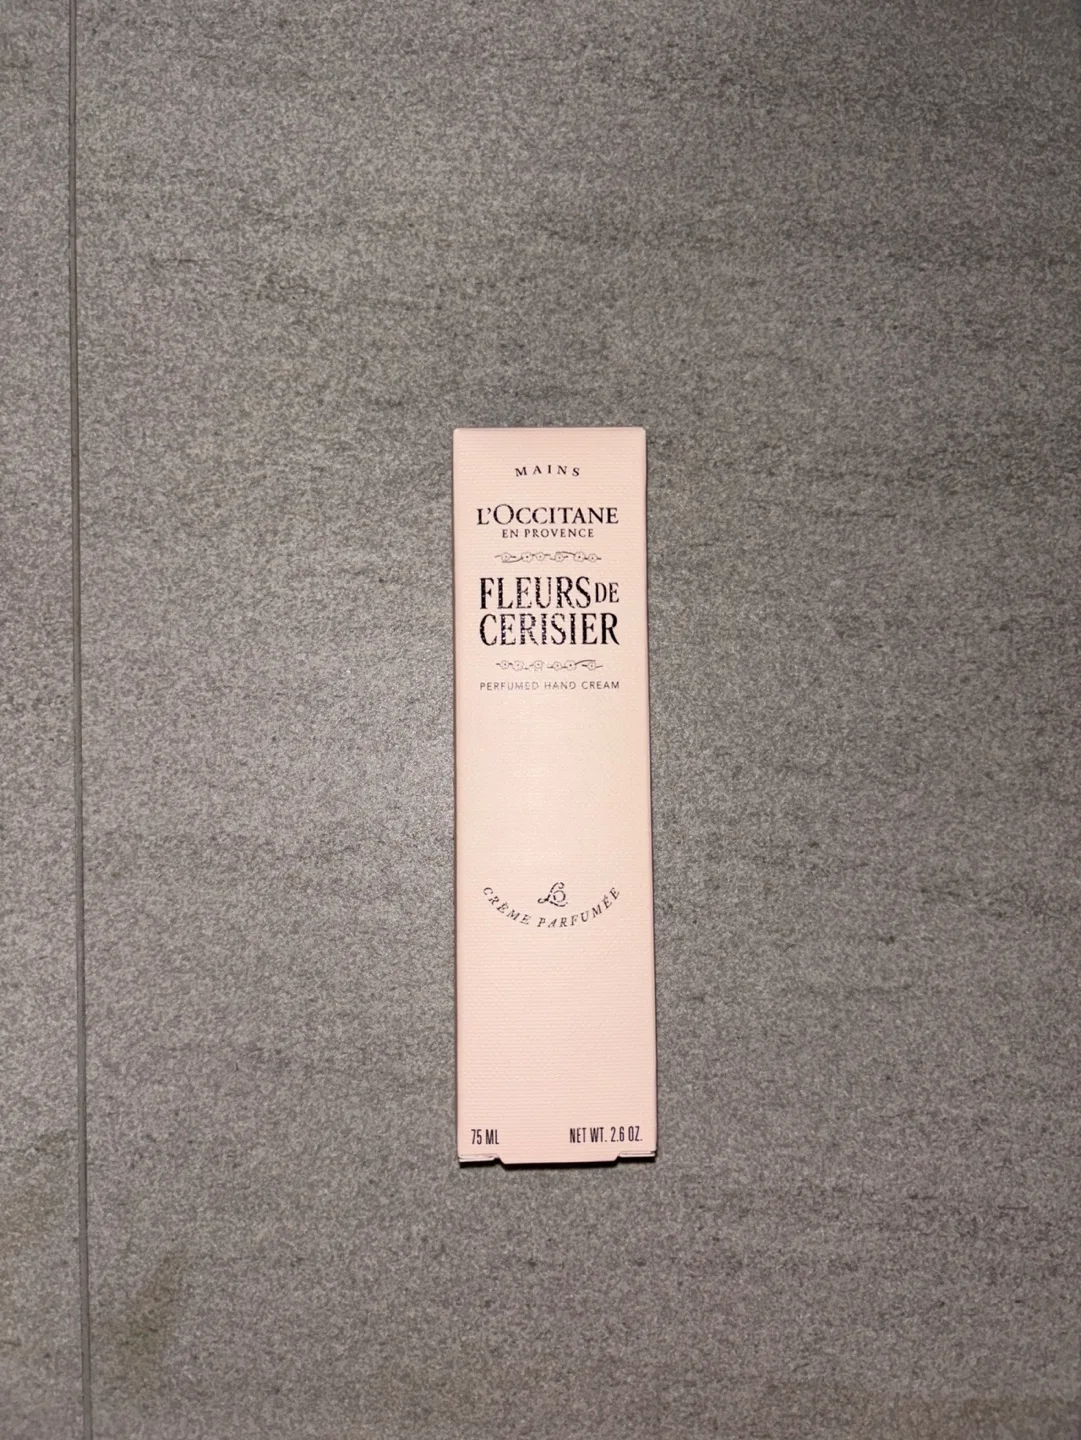 MAINS
L'OCCITANE
EN PROVENCE
FLEURS DE
CERISIER
PERFUMED HAND CREAM
LO
CRÈME PARFUMÉE
75 ML NET WT. 2.6 OZ.